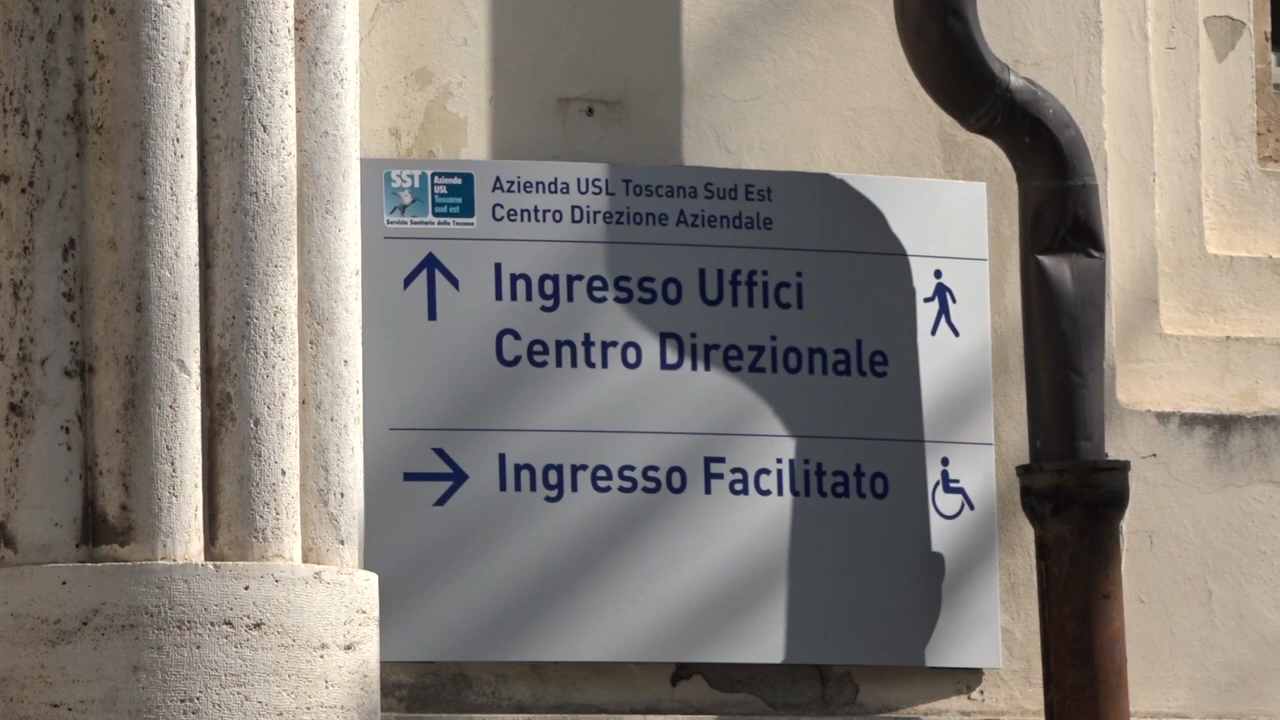 SST
Azienda
USL
Toscana
sud est
Servizio Sanitario della Toscana
Azienda USL Toscana Sud Est
Centro Direzione Aziendale
Ingresso Uffici
Centro Direzionale
Ingresso Facilitato